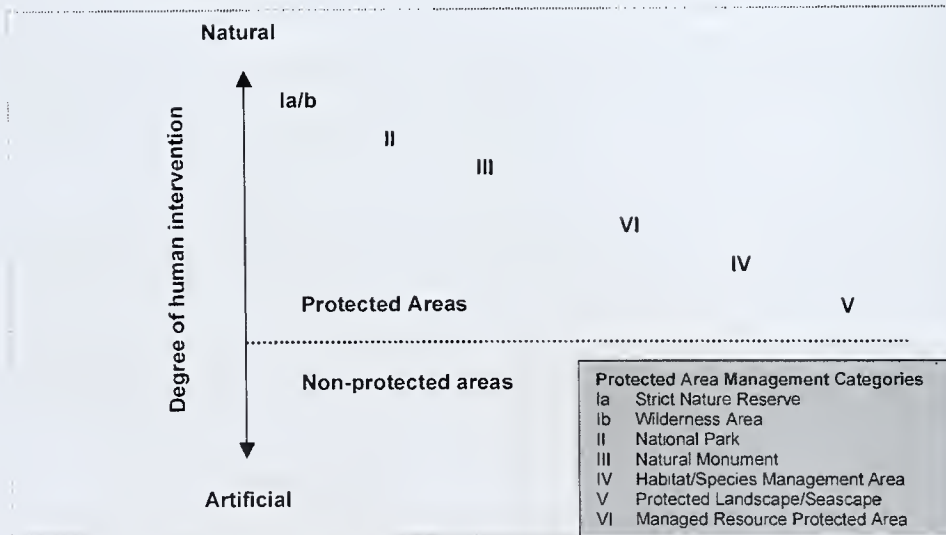 Natural
Ia/b
II
III
VI
IV
V
Degree of human intervention
Protected Areas
Non-protected areas
Artificial
Protected Area Management Categories
Ia Strict Nature Reserve
Ib Wilderness Area
II National Park
III Natural Monument
IV Habitat/Species Management Area
V Protected Landscape/Seascape
VI Managed Resource Protected Area